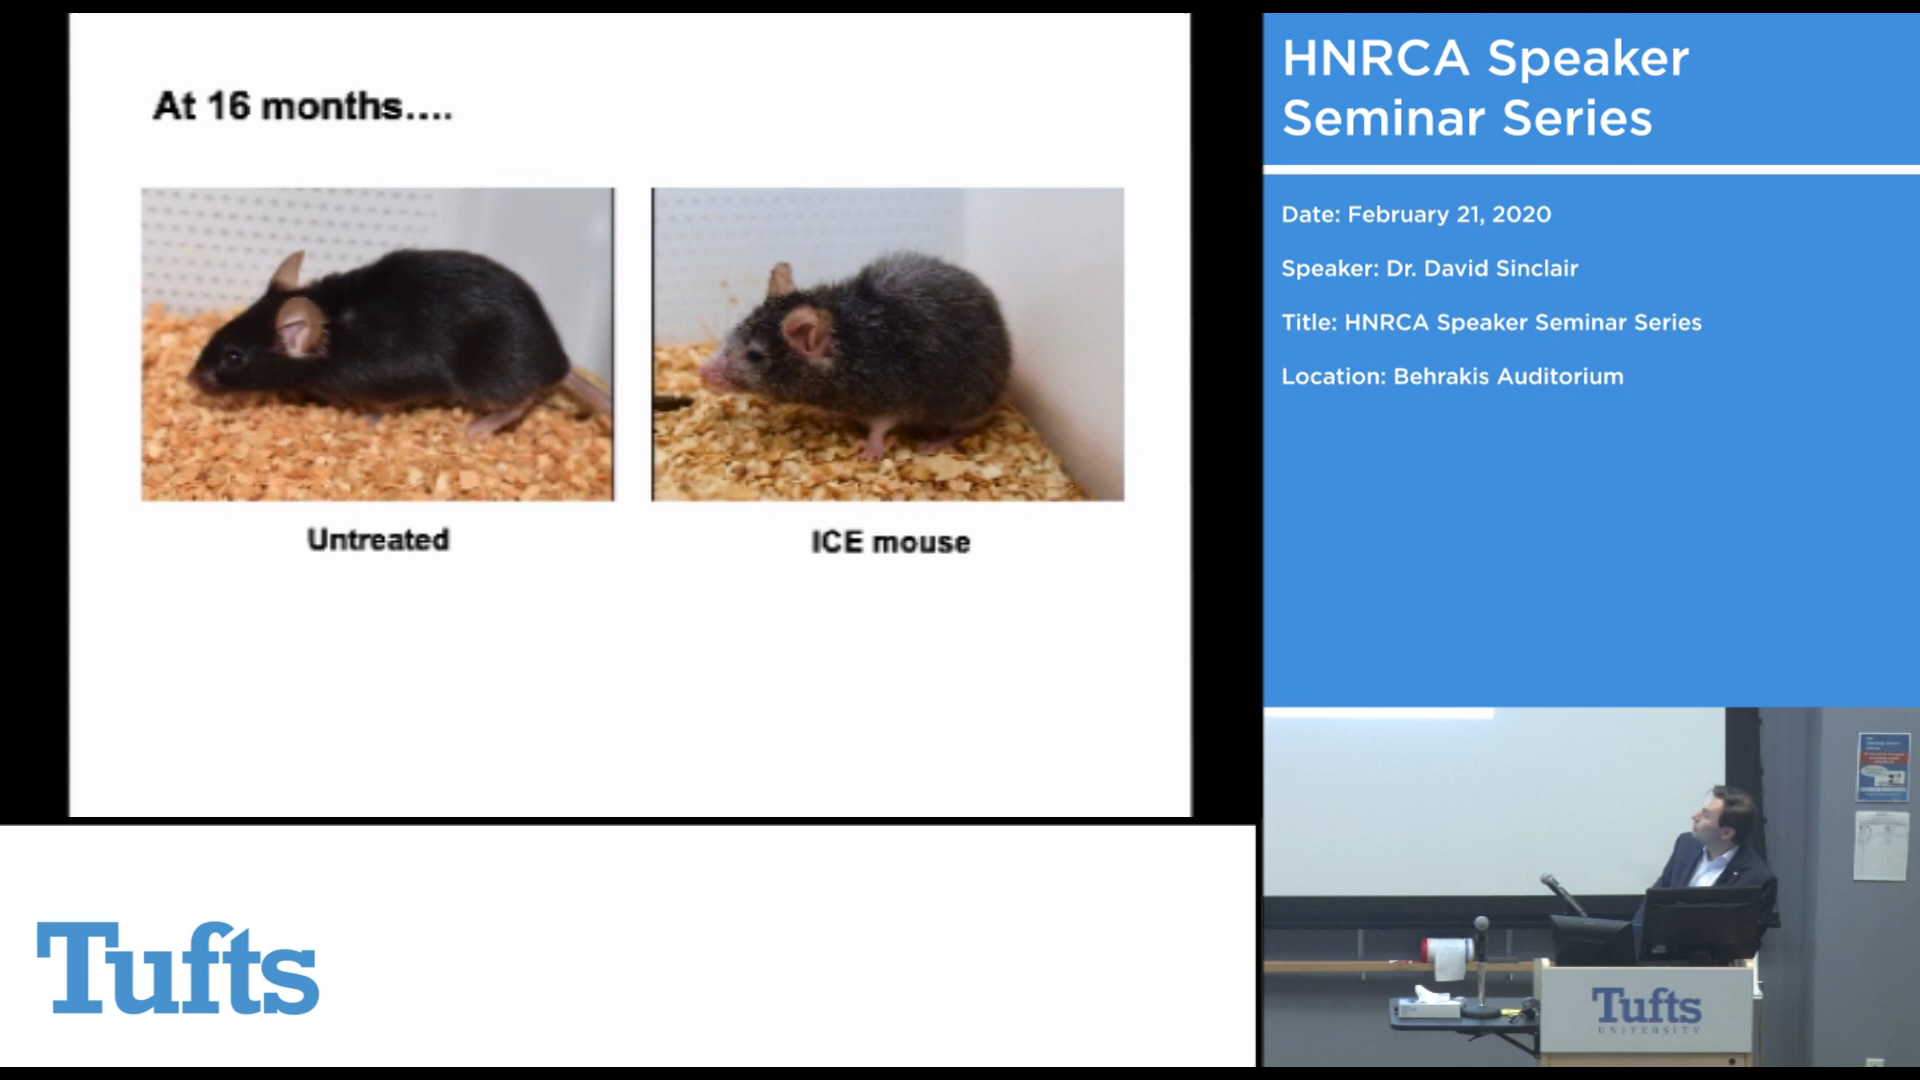 At 16 months....
Untreated
ICE mouse
HNRCA Speaker
Seminar Series
Date: February 21, 2020
Speaker: Dr. David Sinclair
Title: HNRCA Speaker Seminar Series
Location: Behrakis Auditorium
Tufts
Tufts
UNIVERSITY